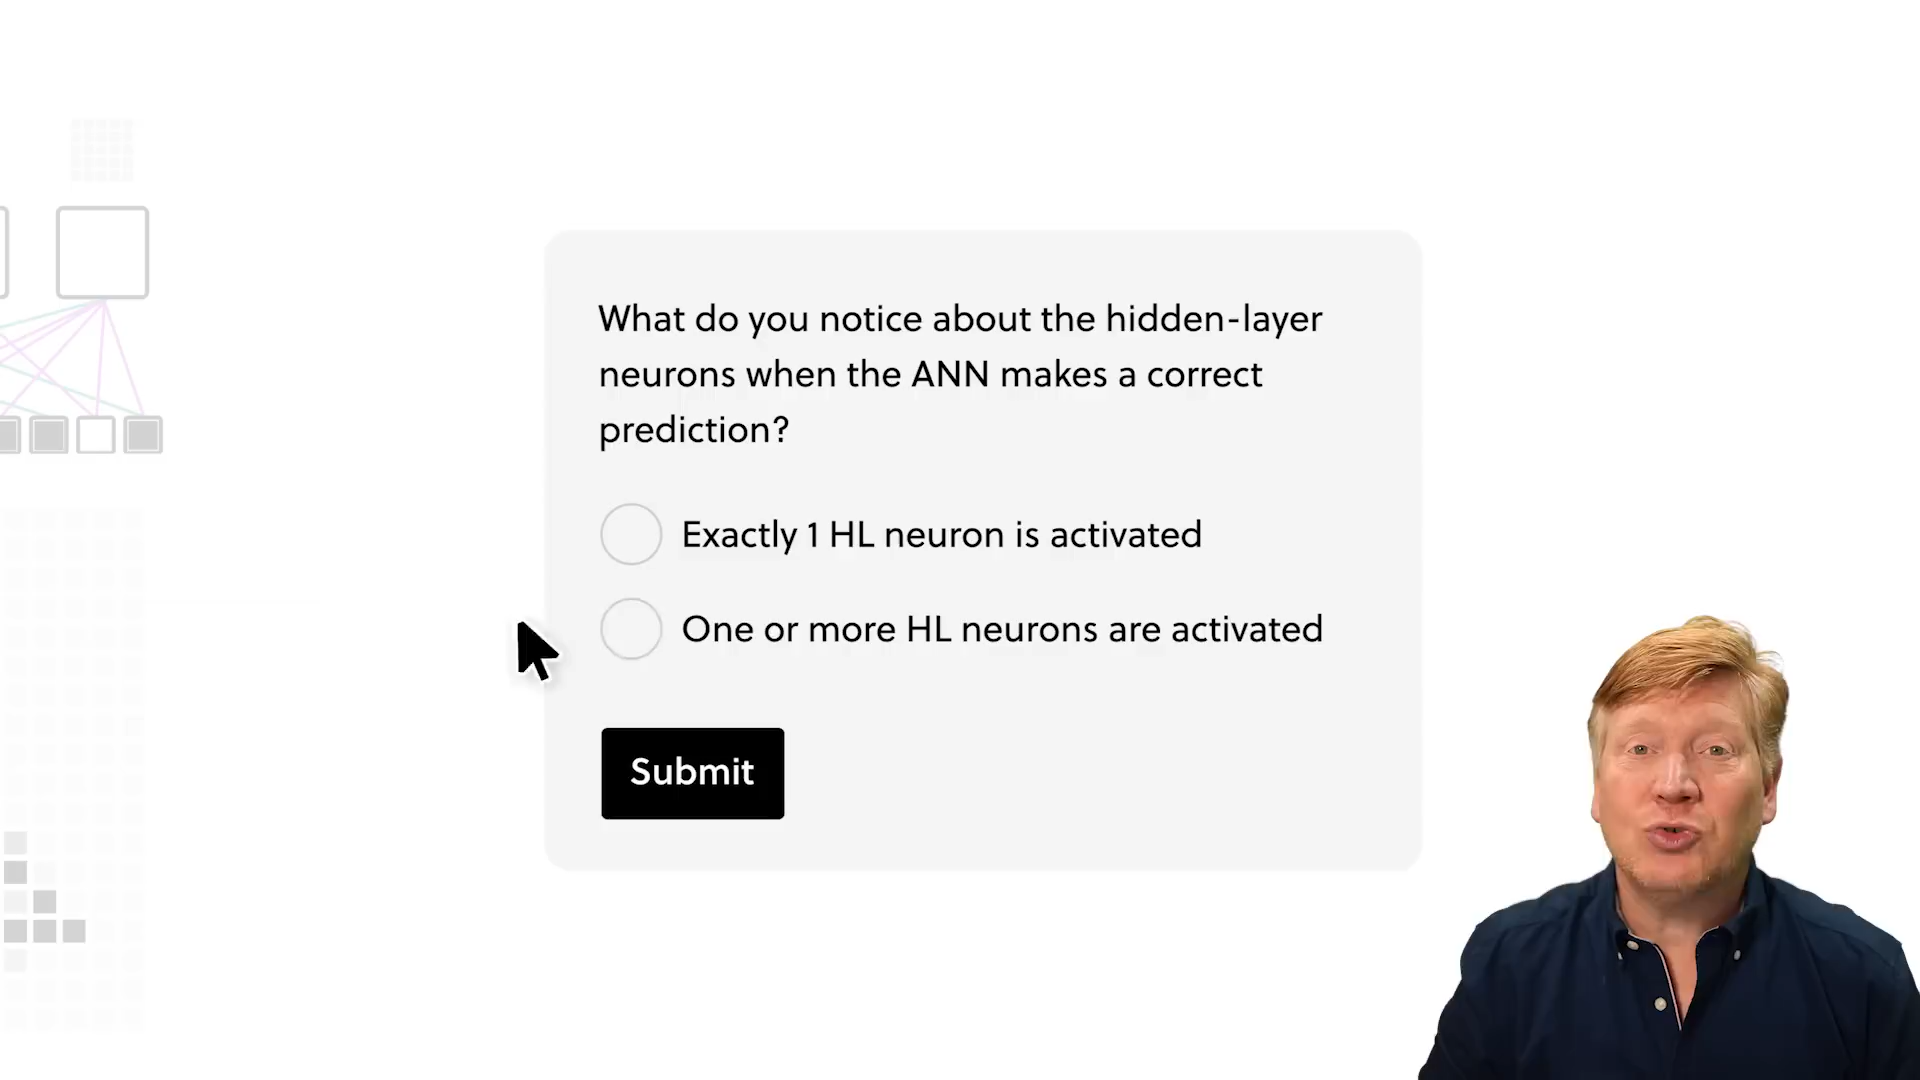 What do you notice about the hidden-layer
neurons when the ANN makes a correct
prediction?
Exactly 1 HL neuron is activated
One or more HL neurons are activated
Submit